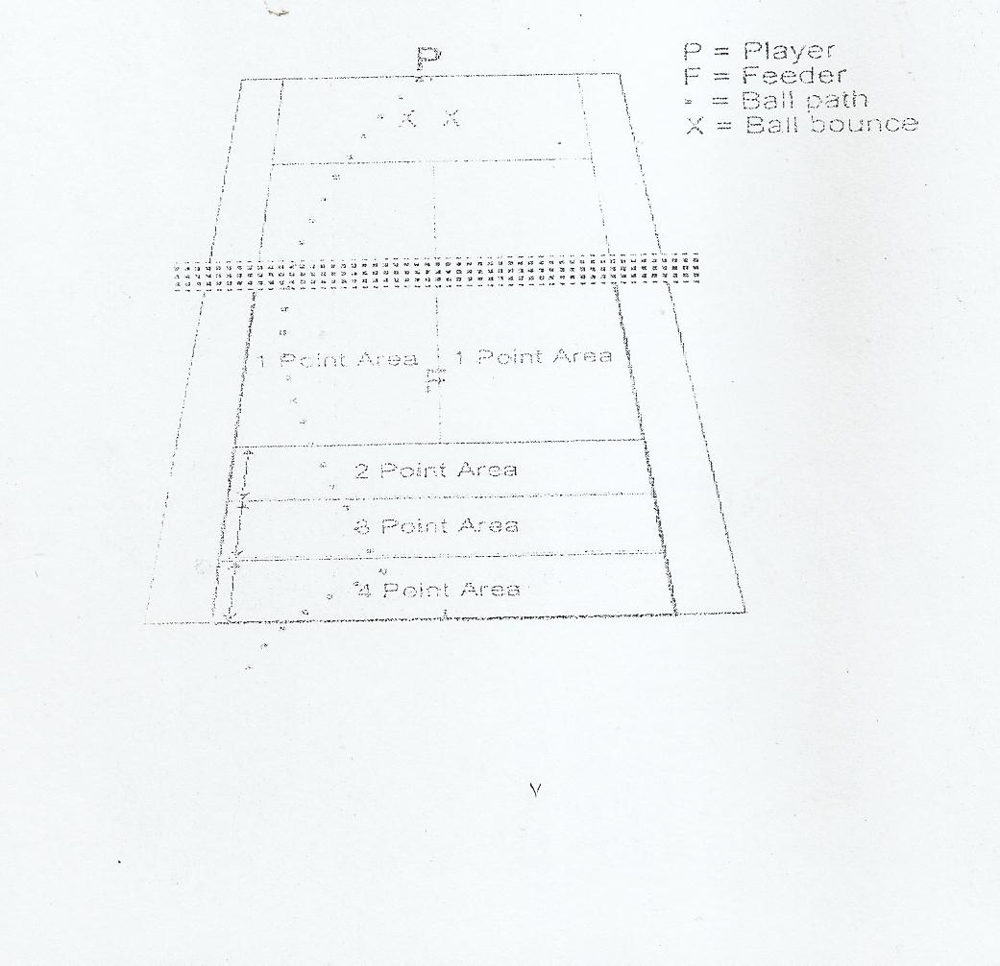 P
P = Player
F = Feeder
= Ball path
X = Ball bounce
X X
1 Point Area 1 Point Area
F
2 Point Area
3 Point Area
4 Point Area
٧